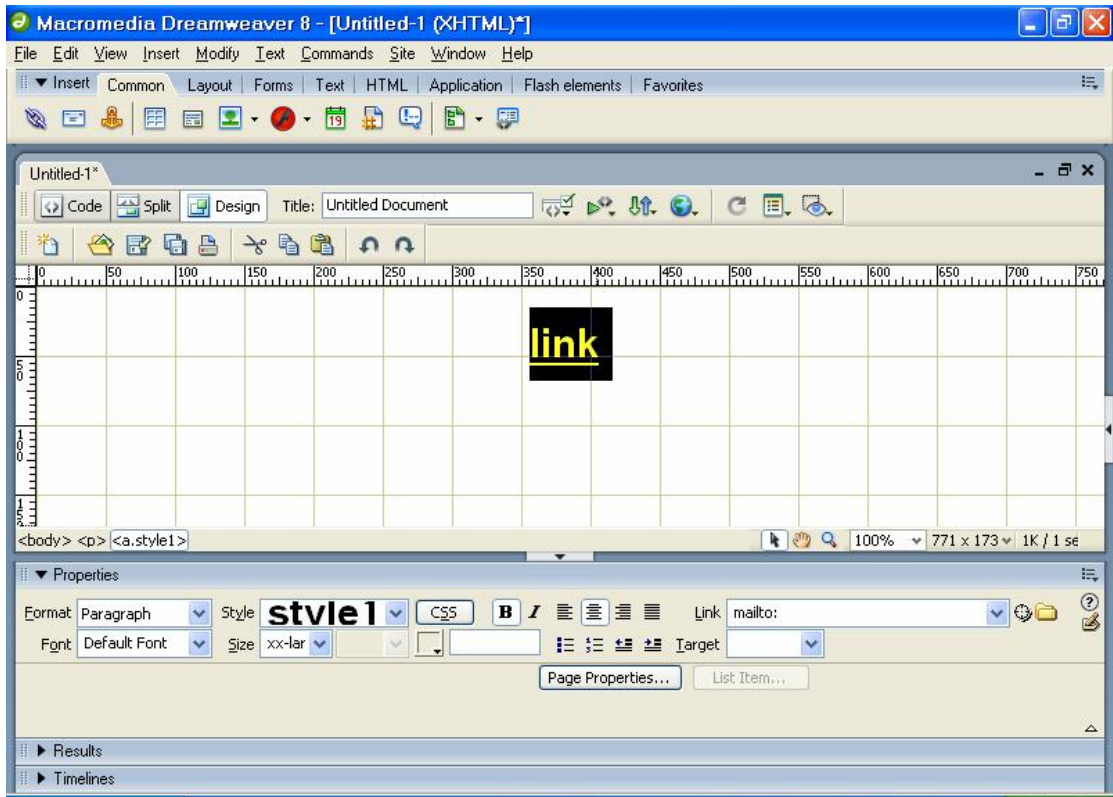 Macromedia Dreamweaver 8 - [Untitled-1 (XHTML)*]
File Edit View Insert Modify Text Commands Site Window Help
Insert Common Layout Forms Text HTML Application Flash elements Favorites
19
Untitled-1*
Code Split Design Title: Untitled Document
0 50 100 150 200 250 300 350 400 450 500 550 600 650 700 750
0
link
50
100
<body> <p> <a.style1> 100% 771 x 173 1K / 1 se
Properties
Format Paragraph Style style1 CSS B I Link mailto:
Font Default Font Size xx-lar Target
Page Properties... List Item...
Results
Timelines